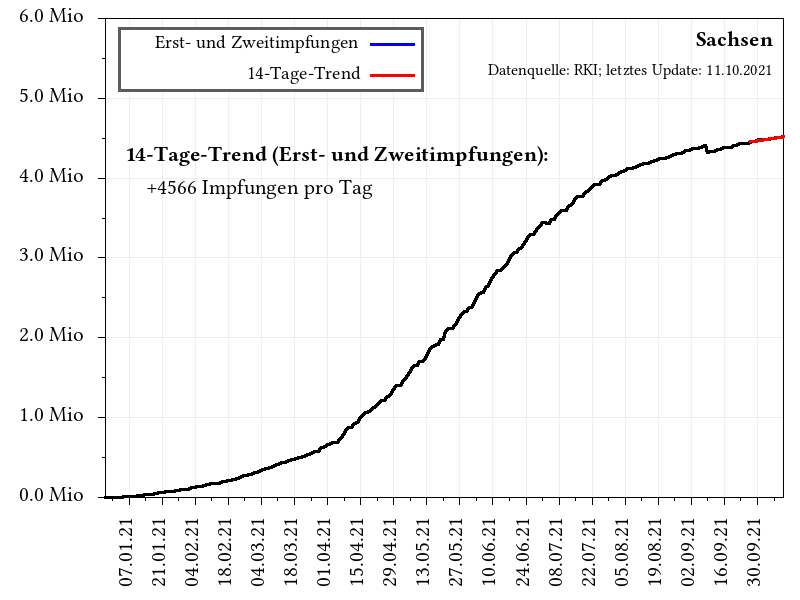 6.0 Mio
5.0 Mio
4.0 Mio
3.0 Mio
2.0 Mio
1.0 Mio
0.0 Mio
Erst- und Zweitimpfungen
14-Tage-Trend
Sachsen
Datenquelle: RKI; letztes Update: 11.10.2021
14-Tage-Trend (Erst- und Zweitimpfungen):
+4566 Impfungen pro Tag
07.01.21
21.01.21
04.02.21
18.02.21
04.03.21
18.03.21
01.04.21
15.04.21
29.04.21
13.05.21
27.05.21
10.06.21
24.06.21
08.07.21
22.07.21
05.08.21
19.08.21
02.09.21
16.09.21
30.09.21